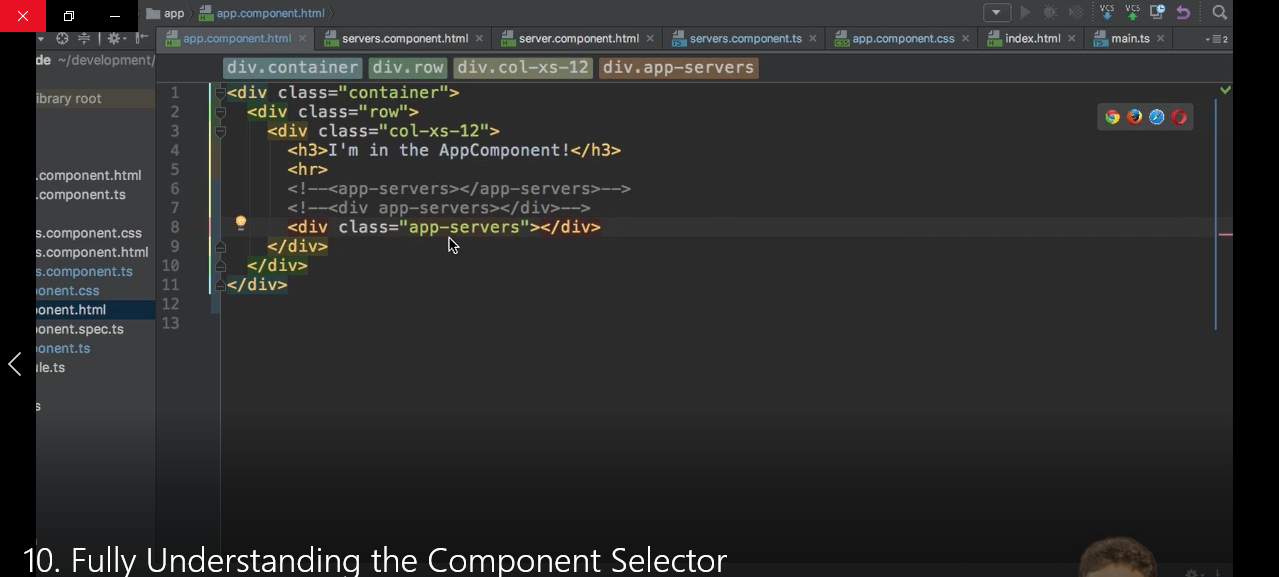 app app.component.html
VCS VCS
app.component.html servers.component.html server.component.html servers.component.ts app.component.css index.html main.ts 2
de ~/development/
div.container div.row div.col-xs-12 div.app-servers
ibrary root
.component.html
.component.ts
s.component.css
s.component.html
s.component.ts
onent.css
onent.html
onent.spec.ts
onent.ts
ule.ts
s
1 <div class="container">
2 <div class="row">
3 <div class="col-xs-12">
4 <h3>I'm in the AppComponent!</h3>
5 <hr>
6 <!--<app-servers></app-servers>-->
7 <!--<div app-servers></div>-->
8 <div class="app-servers"></div>
9 </div>
10 </div>
11 </div>
12
13
10. Fully Understanding the Component Selector